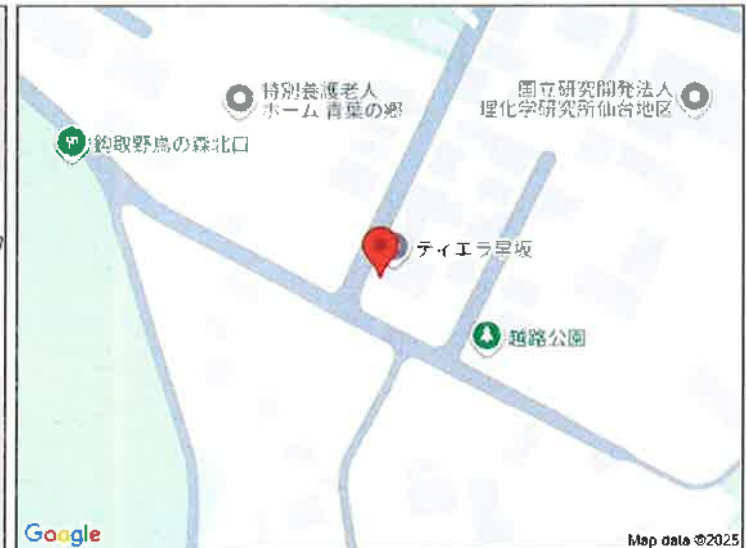 特別養護老人
ホーム 青葉の郷
国立研究開発法人
理化学研究所仙台地区
鈎取野鳥の森北口
ティエラ早坂
越路公園
Google
Map data ©2025